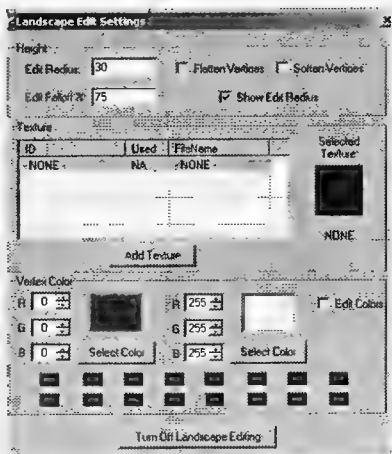 Landscape Edit Settings
Height
Edit Radius: 30
Flatten Vertices
Soften Vertices
Edit Falloff % 75
Show Edit Radius
Texture
ID Used FileName
-NONE- NA -NONE-
Selected Texture
NONE
Add Texture
Vertex Color
R 0
R 255
Edit Colors
G 0
G 255
B 0
Select Color
B 255
Select Color
Turn Off Landscape Editing